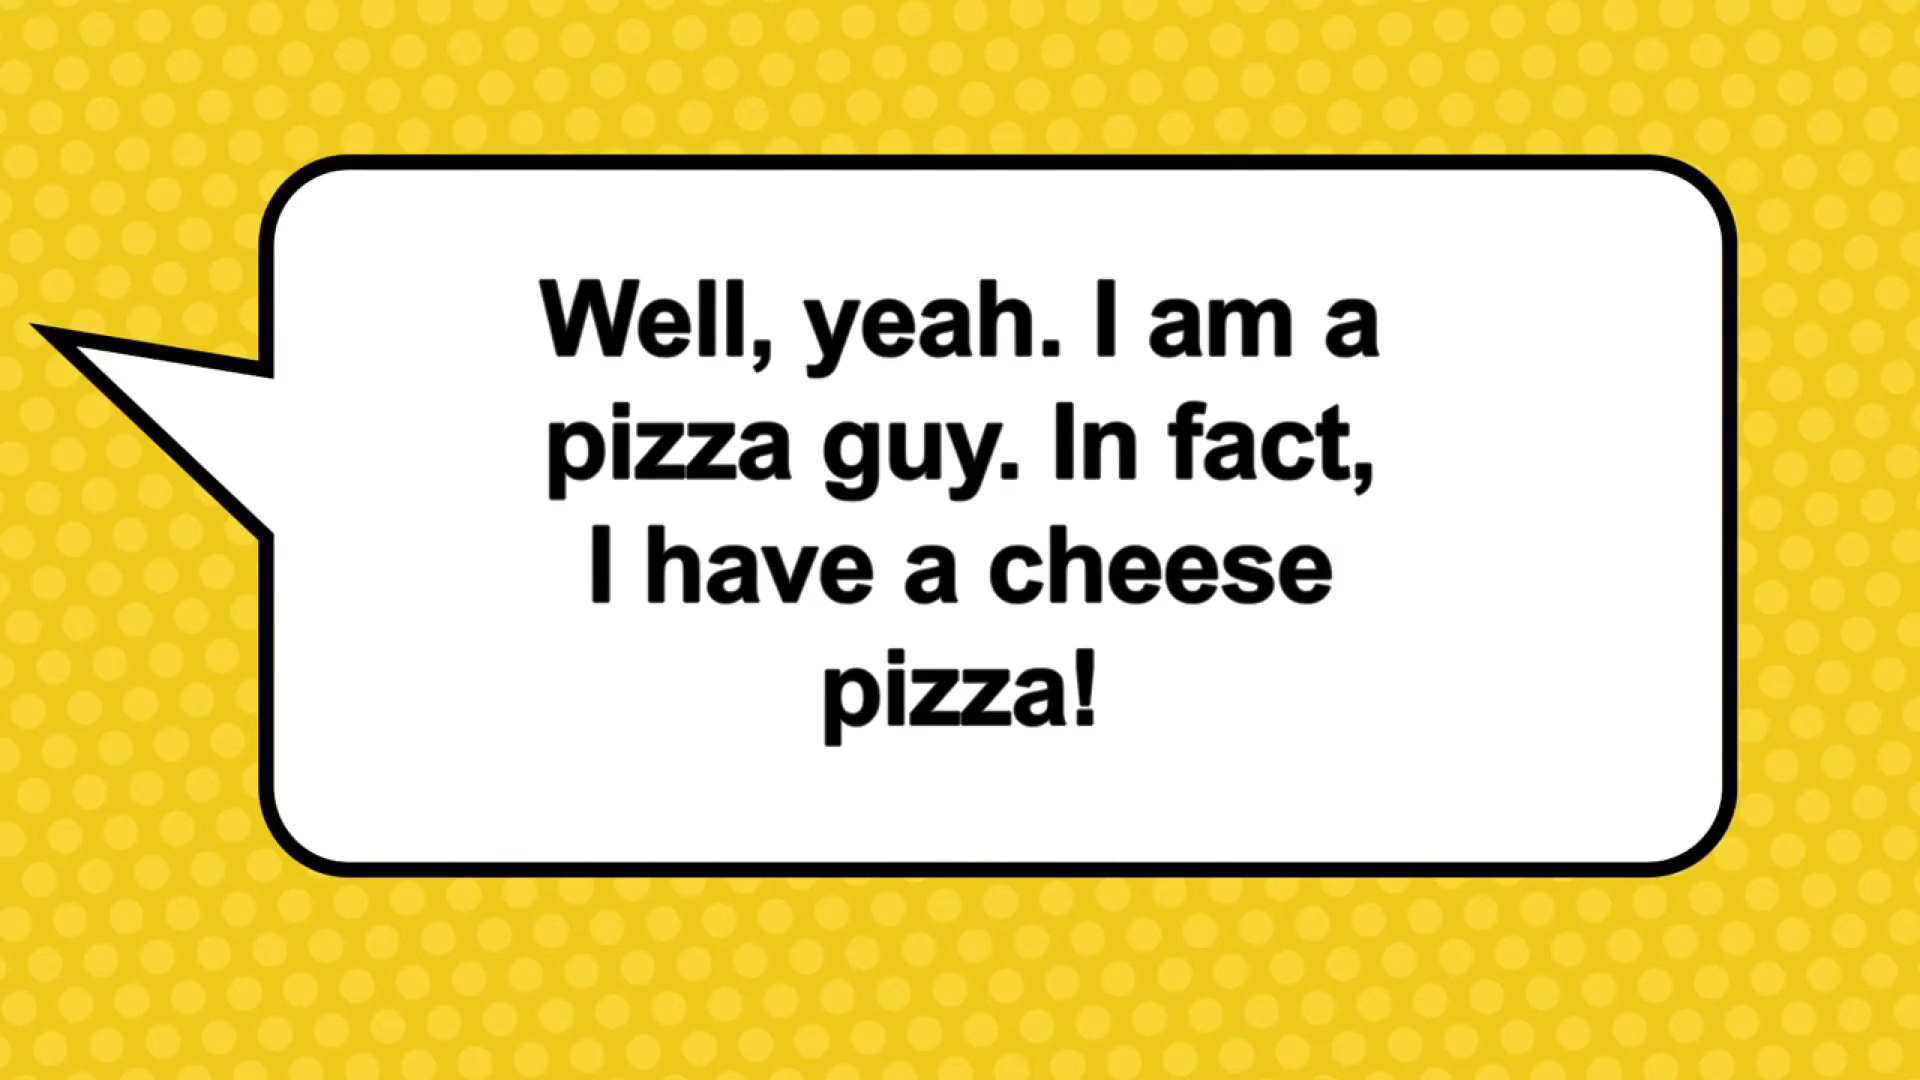 Well, yeah. I am a
pizza guy. In fact,
I have a cheese
pizza!